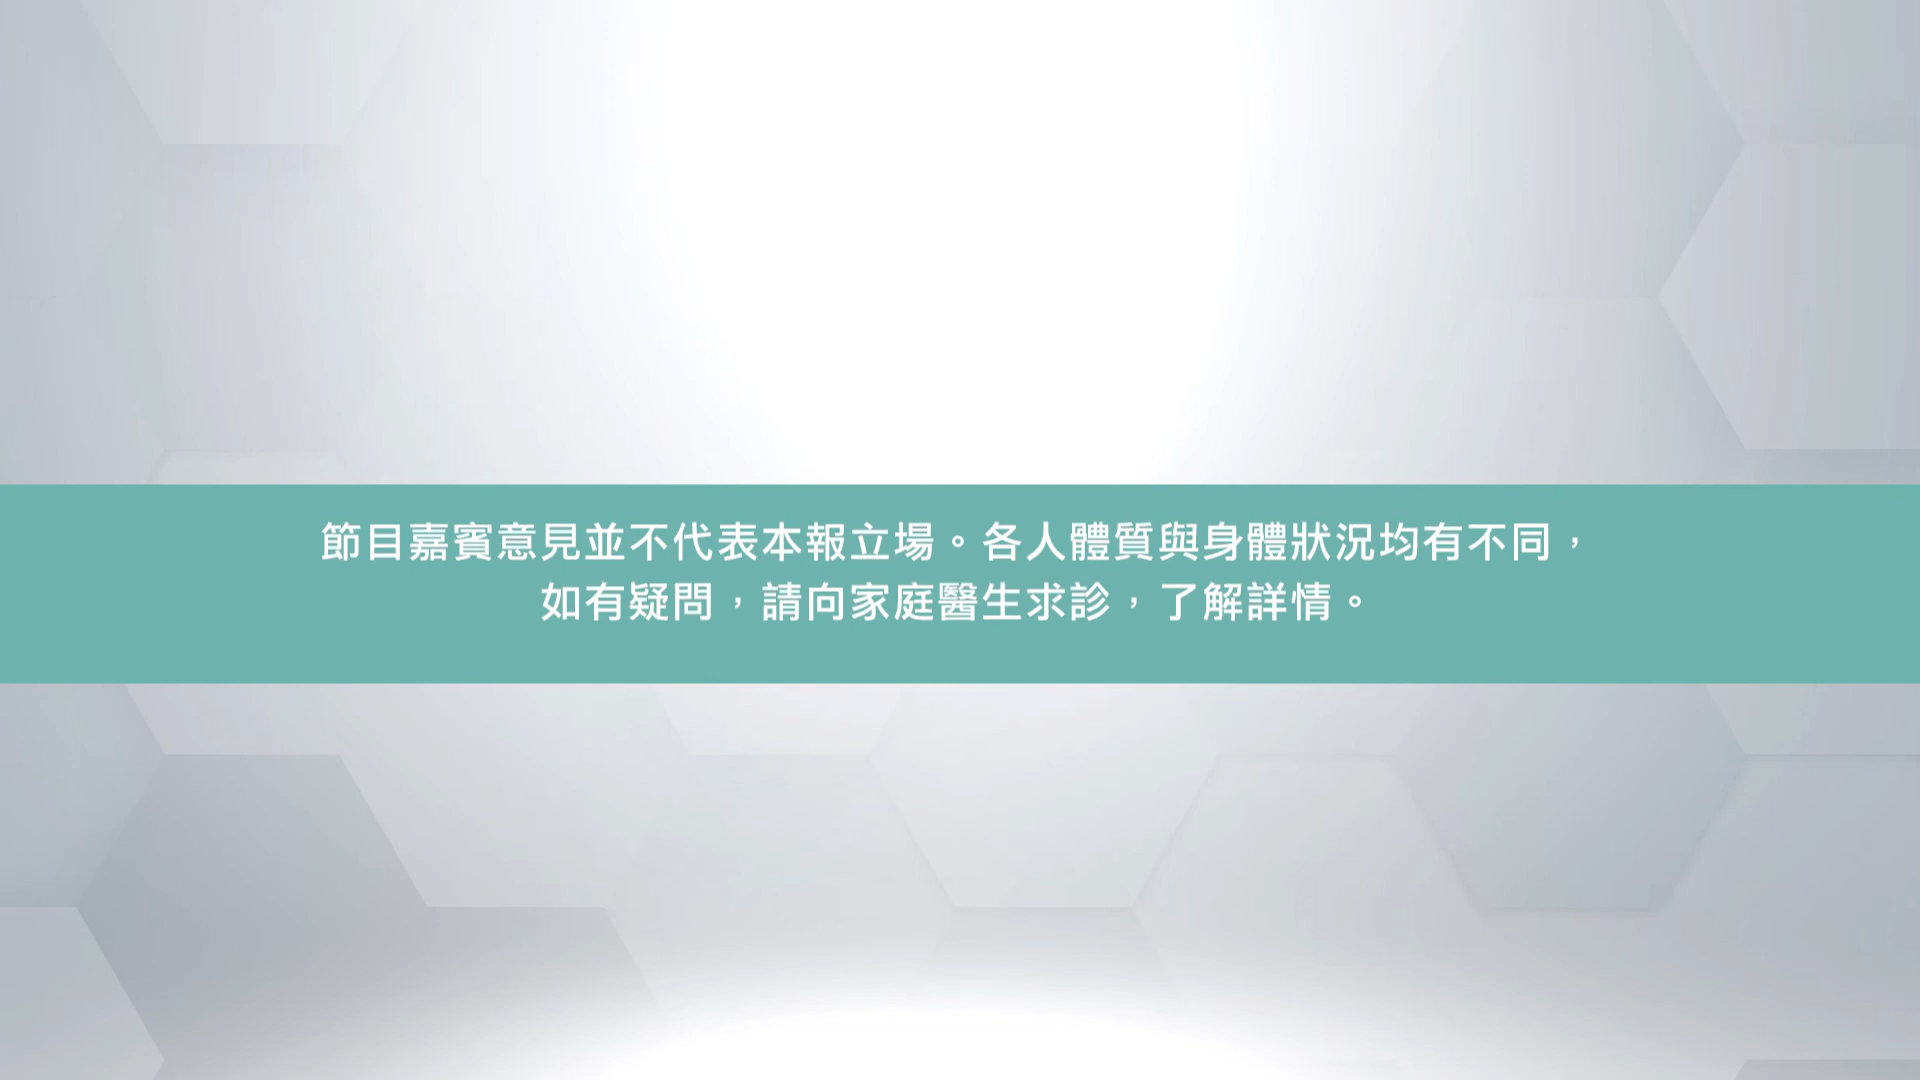 節目嘉賓意見並不代表本報立場。各人體質與身體狀況均有不同，
如有疑問，請向家庭醫生求診，了解詳情。